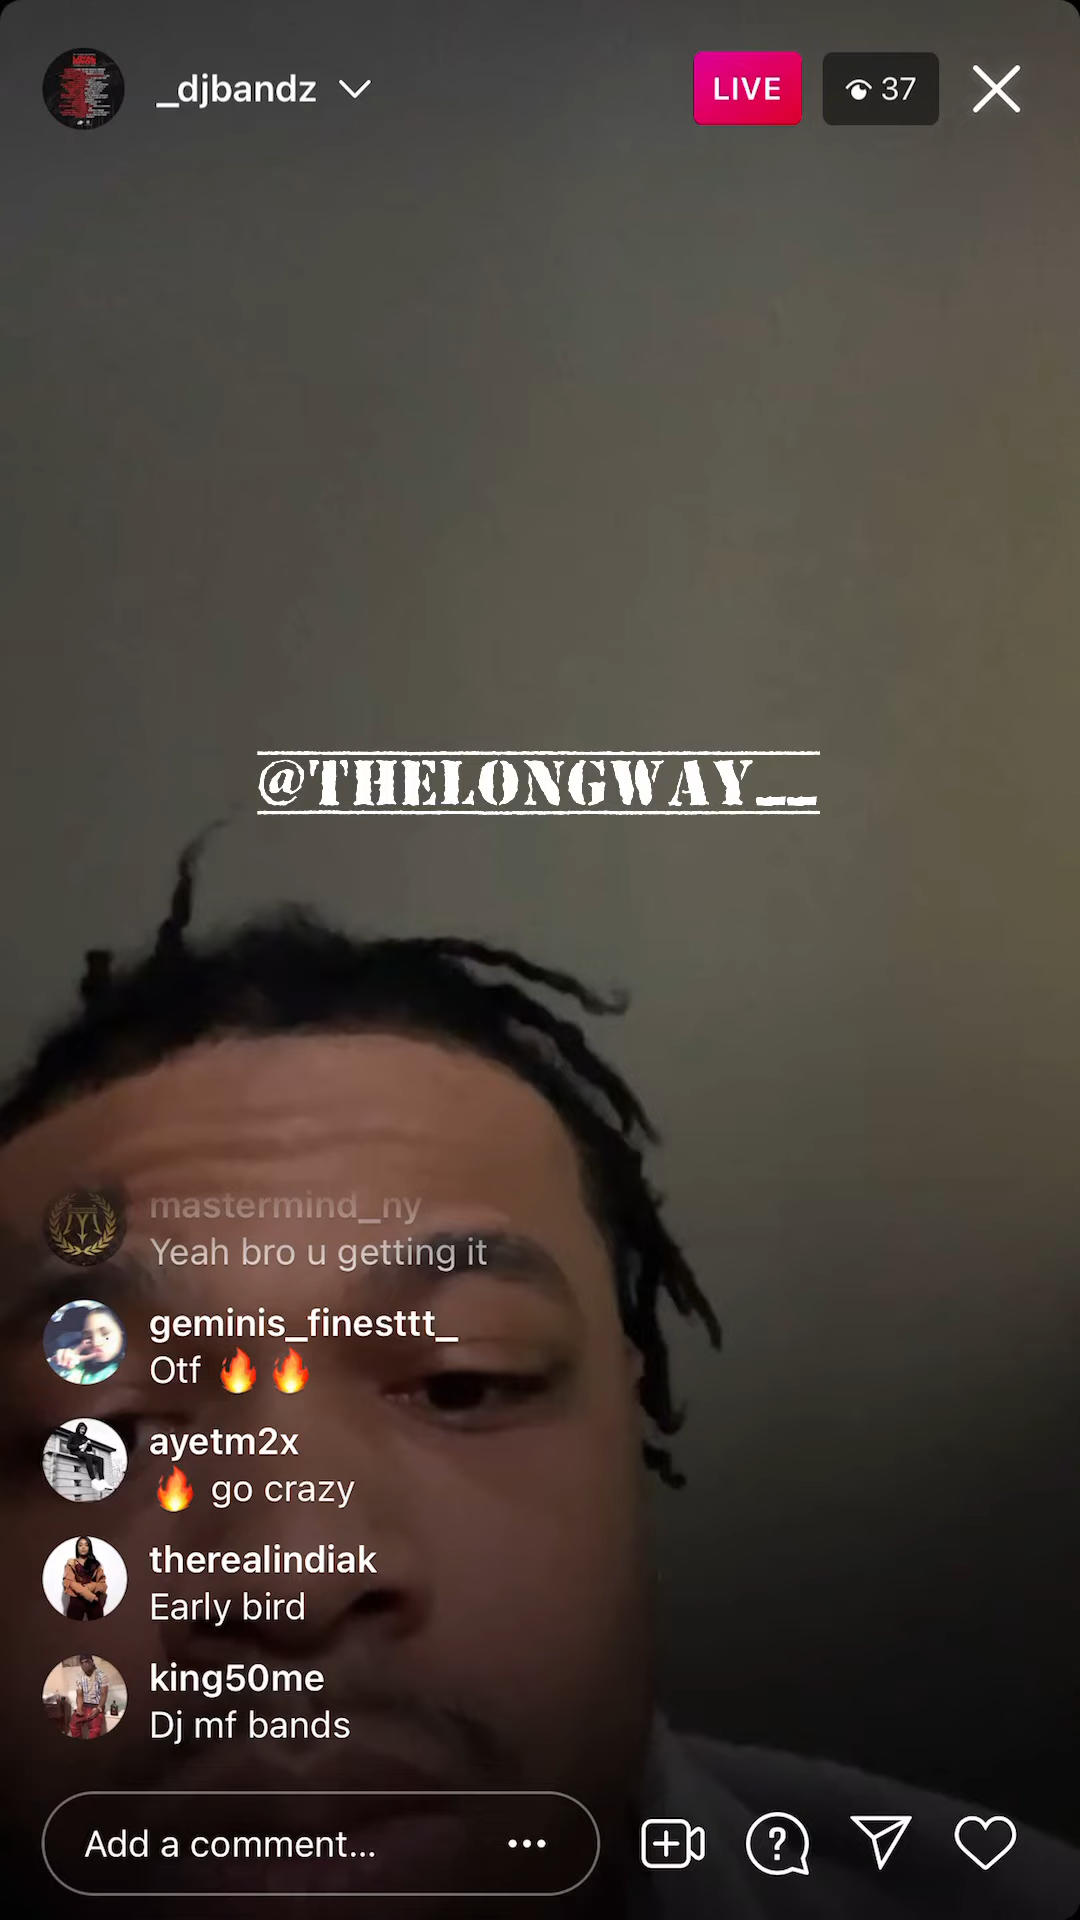 _djbandz
LIVE
37
@THELONGWAY__
mastermind_ny
Yeah bro u getting it
geminis_finesttt_
Otf 🔥🔥
ayetm2x
🔥 go crazy
therealindiak
Early bird
king50me
Dj mf bands
Add a comment...